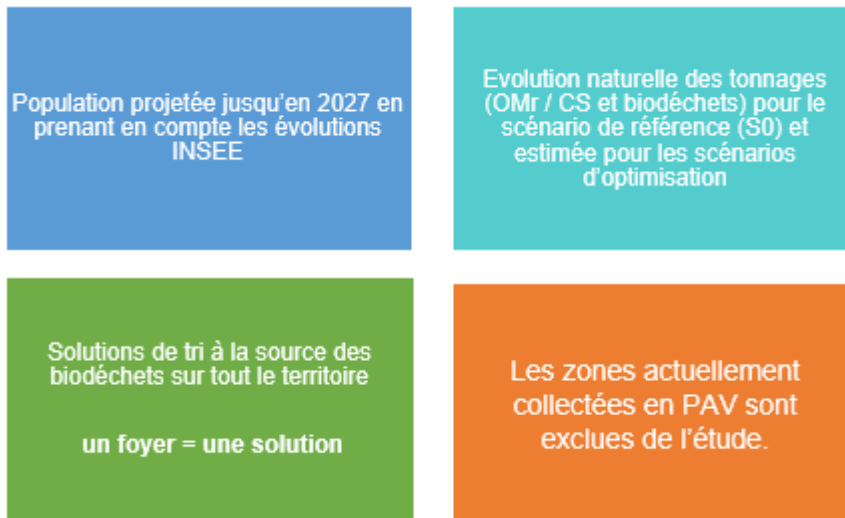 Population projetée jusqu'en 2027 en
prenant en compte les évolutions
INSEE
Evolution naturelle des tonnages
(OMr / CS et biodéchets) pour le
scénario de référence (S0) et
estimée pour les scénarios
d'optimisation
Solutions de tri à la source des
biodéchets sur tout le territoire
un foyer = une solution
Les zones actuellement
collectées en PAV sont
exclues de l'étude.